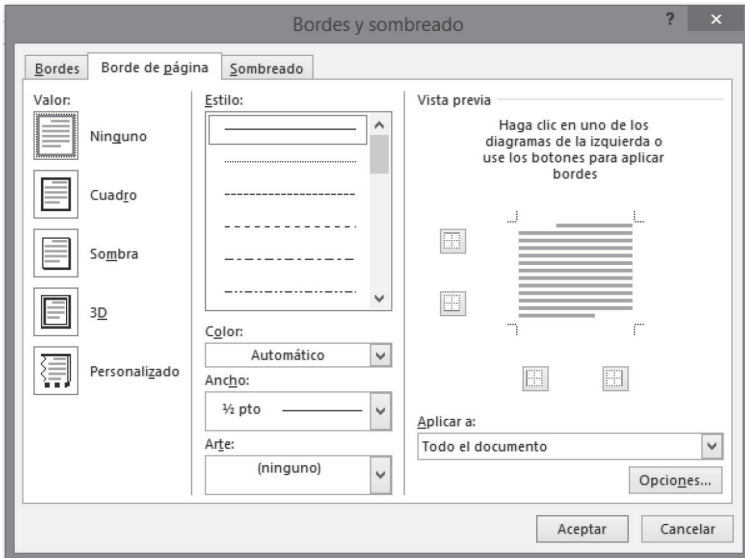 Bordes y sombreado
? ×
Bordes
Borde de página
Sombreado
Valor:
Ninguno
Cuadro
Sombra
3D
Personalizado
Estilo:
Color:
Automático
Ancho:
½ pto
Arte:
(ninguno)
Vista previa
Haga clic en uno de los
diagramas de la izquierda o
use los botones para aplicar
bordes
Aplicar a:
Todo el documento
Opciones...
Aceptar
Cancelar